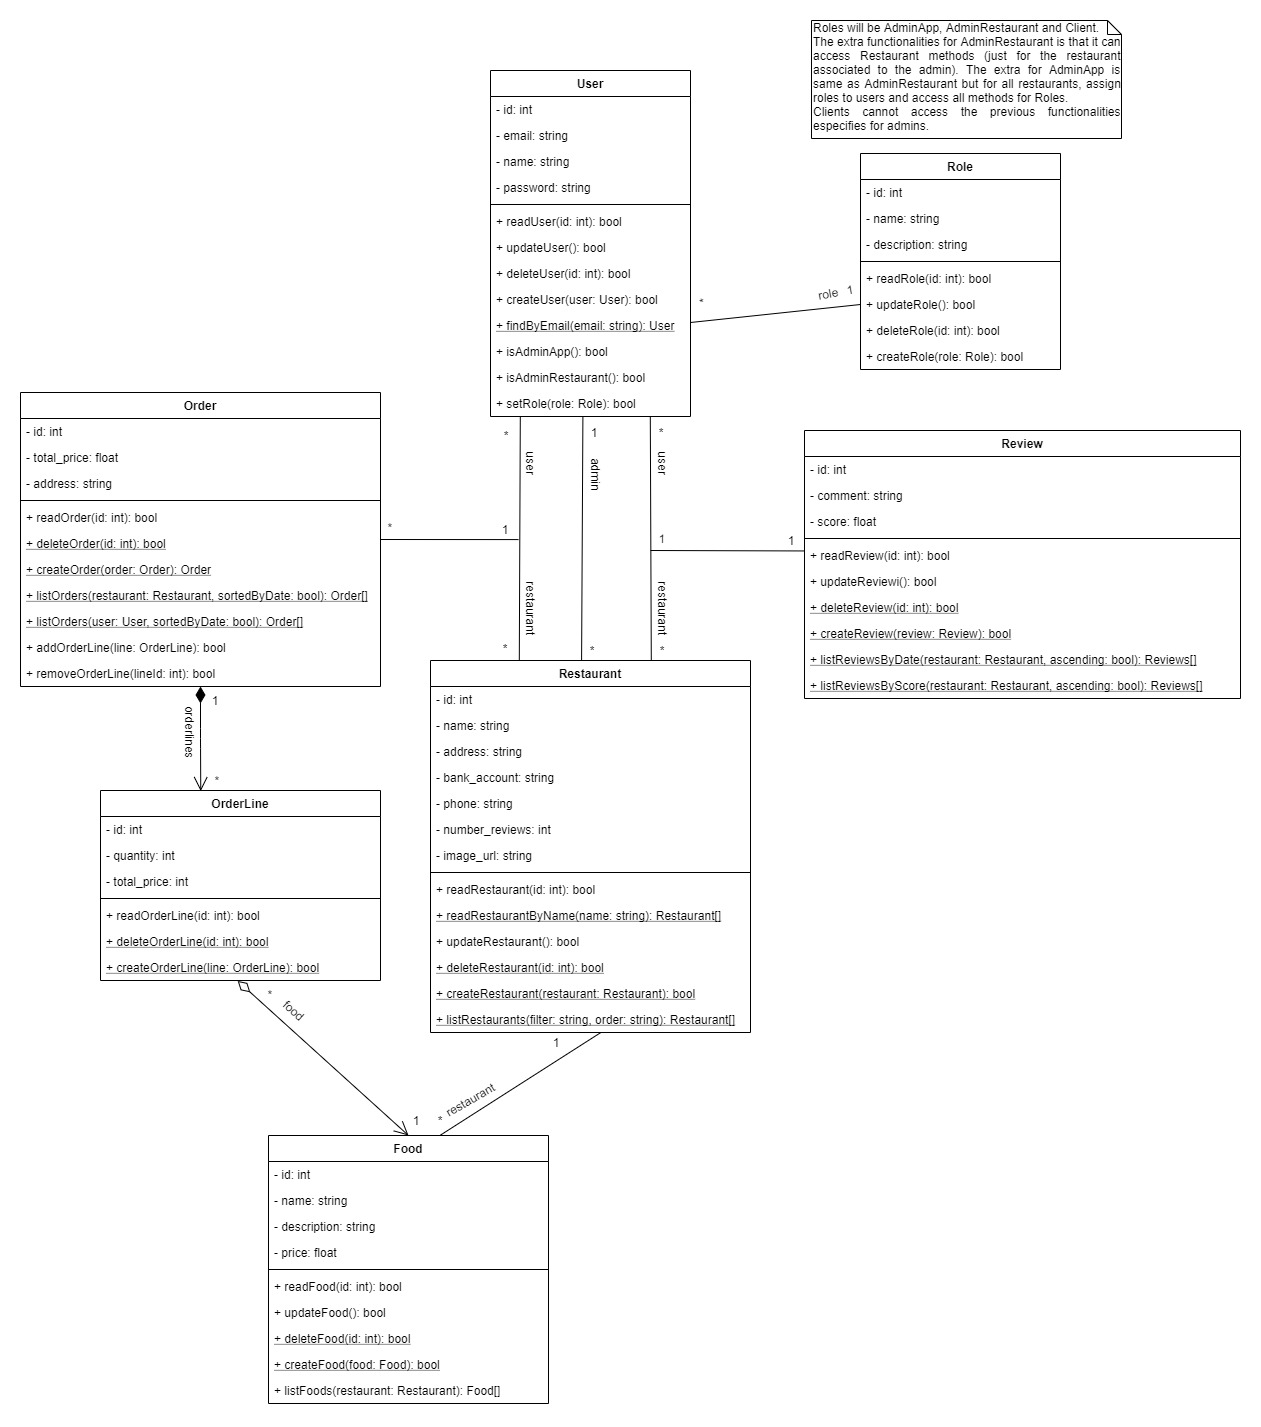 Roles will be AdminApp, AdminRestaurant and Client.
The extra functionalities for AdminRestaurant is that it can
access Restaurant methods (just for the restaurant
associated to the admin). The extra for AdminApp is
same as AdminRestaurant but for all restaurants, assign
roles to users and access all methods for Roles.
Clients cannot access the previous functionalities
especifies for admins.
User
- id: int
- email: string
- name: string
- password: string
+ readUser(id: int): bool
+ updateUser(): bool
+ deleteUser(id: int): bool
+ createUser(user: User): bool
+ findByEmail(email: string): User
+ isAdminApp(): bool
+ isAdminRestaurant(): bool
+ setRole(role: Role): bool
Role
- id: int
- name: string
- description: string
+ readRole(id: int): bool
+ updateRole(): bool
+ deleteRole(id: int): bool
+ createRole(role: Role): bool
*
role
1
Order
- id: int
- total_price: float
- address: string
+ readOrder(id: int): bool
+ deleteOrder(id: int): bool
+ createOrder(order: Order): Order
+ listOrders(restaurant: Restaurant, sortedByDate: bool): Order[]
+ listOrders(user: User, sortedByDate: bool): Order[]
+ addOrderLine(line: OrderLine): bool
+ removeOrderLine(lineId: int): bool
*
user
1
admin
*
user
*
1
1
1
restaurant
restaurant
*
*
*
Review
- id: int
- comment: string
- score: float
+ readReview(id: int): bool
+ updateReviewi(): bool
+ deleteReview(id: int): bool
+ createReview(review: Review): bool
+ listReviewsByDate(restaurant: Restaurant, ascending: bool): Reviews[]
+ listReviewsByScore(restaurant: Restaurant, ascending: bool): Reviews[]
1
orderlines
*
Restaurant
- id: int
- name: string
- address: string
- bank_account: string
- phone: string
- number_reviews: int
- image_url: string
+ readRestaurant(id: int): bool
+ readRestaurantByName(name: string): Restaurant[]
+ updateRestaurant(): bool
+ deleteRestaurant(id: int): bool
+ createRestaurant(restaurant: Restaurant): bool
+ listRestaurants(filter: string, order: string): Restaurant[]
OrderLine
- id: int
- quantity: int
- total_price: int
+ readOrderLine(id: int): bool
+ deleteOrderLine(id: int): bool
+ createOrderLine(line: OrderLine): bool
*
food
1
1
restaurant
*
Food
- id: int
- name: string
- description: string
- price: float
+ readFood(id: int): bool
+ updateFood(): bool
+ deleteFood(id: int): bool
+ createFood(food: Food): bool
+ listFoods(restaurant: Restaurant): Food[]